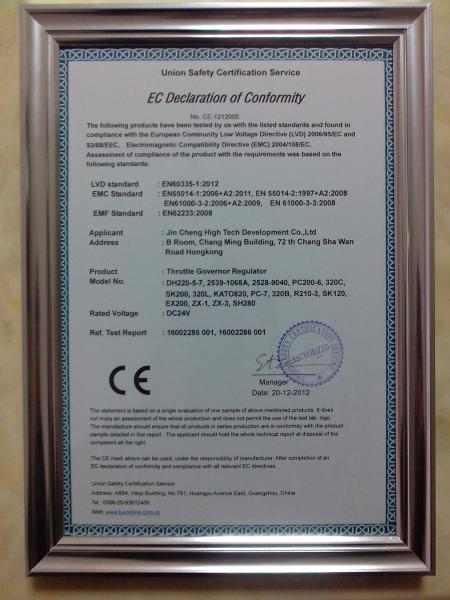 Union Safety Certification Service
EC Declaration of Conformity
No. CE-1212005
The following products have been tested by us with the listed standards and found in
compliance with the European Community Low Voltage Directive (LVD) 2006/95/EC and
93/68/EEC, Electromagnetic Compatibility Directive (EMC) 2004/108/EC.
Assessment of compliance of the product with the requirements was based on the
following standards:
LVD standard : EN60335-1:2012
EMC Standard : EN55014-1:2006+A2:2011, EN 55014-2:1997+A2:2008
EN61000-3-2:2006+A2:2009, EN 61000-3-3:2008
EMF Standard : EN62233:2008
Applicant : Jin Cheng High Tech Development Co.,Ltd
Address : B Room, Chang Ming Building, 72 th Chang Sha Wan
Road Hongkong
Product : Throttle Governor Regulator
Model No. : DH220-5-7, 2539-1068A, 2528-9040, PC200-6, 320C,
SK200, 320L, KATO820, PC-7, 320B, R210-3, SK120,
EX200, ZX-1, ZX-3, SH280
Rated Voltage : DC24V
Ref. Test Report : 16002285 001, 16002286 001
AUTHORIZED
CE
Manager
Date: 20-12-2012
The statement is based on a single evaluation of one sample of above mentioned products. It does
not imply an assessment of the whole production and does not permit the use of the test lab. logo.
The manufacture should ensure that all products in series production are in conformity with the product
sample detailed in this report . The applicant should hold the whole technical report at disposal of the
competent all the right.
The CE mark above can be used, under the responsibility of manufacturer. After completion of an
EC declaration of conformity and compliance with all relevant EC directives.
Union Safety Certification Service
Address: A804, Heiyi Building, No.791, Huangpu Avenue East, Guangzhou, China
Tel : 0086-20-63612400
Web: